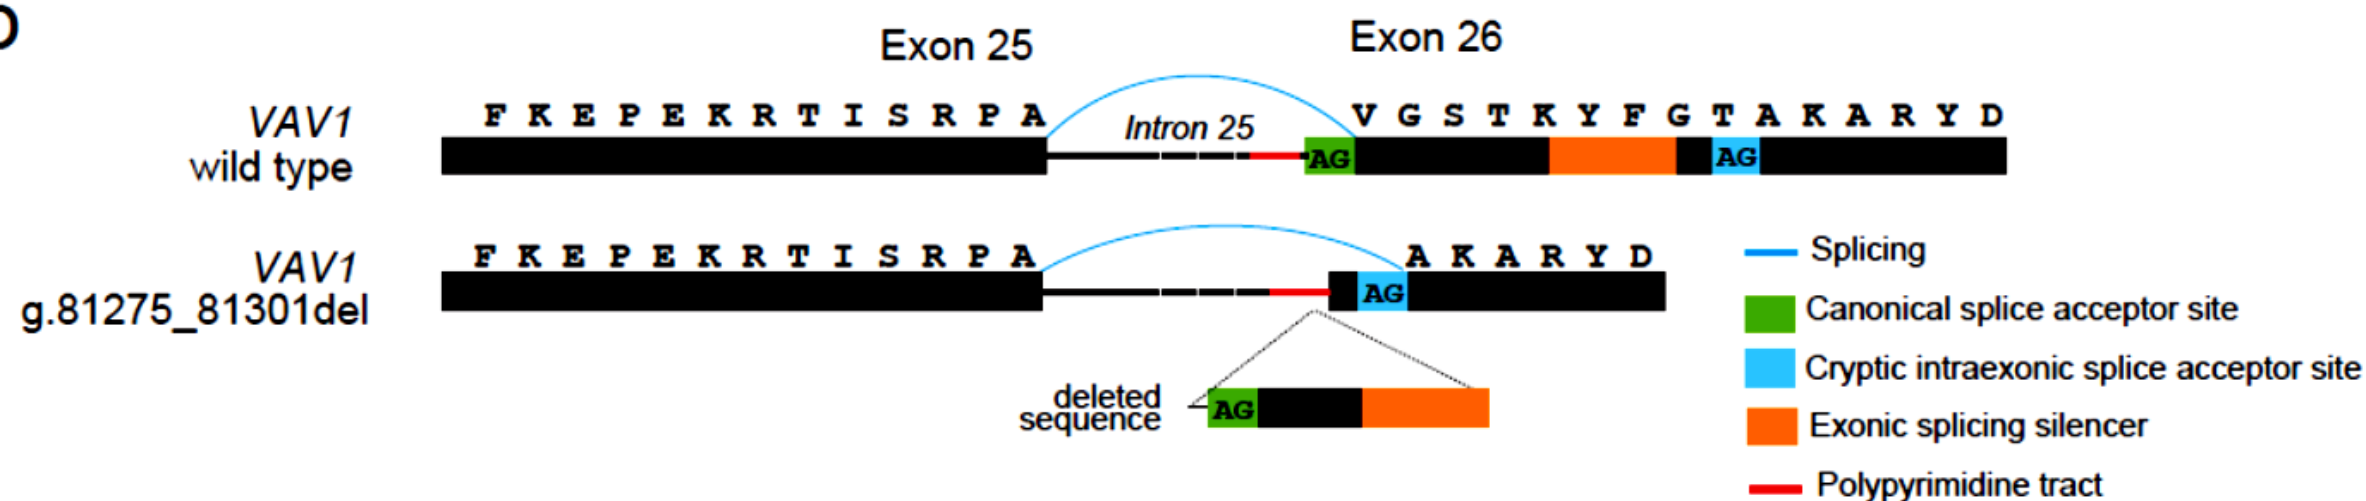 Exon 25 Exon 26
VAV1 wild type
F K E P E K R T I S R P A
Intron 25
V G S T K Y F G T A K A R Y D
AG AG
VAV1 g.81275_81301del
F K E P E K R T I S R P A
A K A R Y D
AG
deleted
sequence
AG
Splicing
Canonical splice acceptor site
Cryptic intraexonic splice acceptor site
Exonic splicing silencer
Polypyrimidine tract